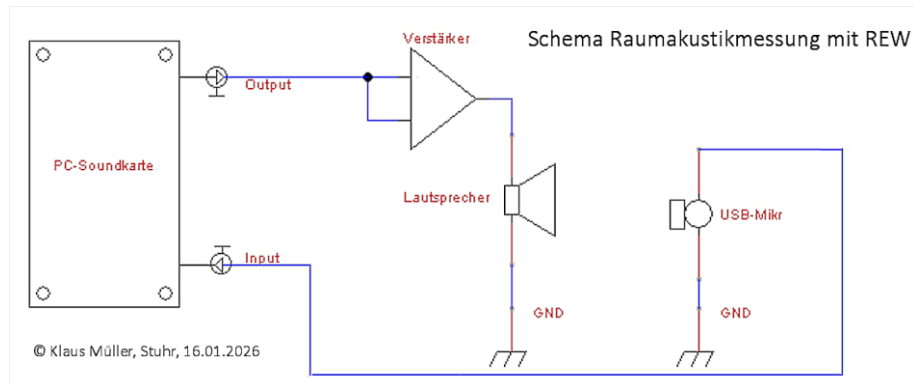 Schema Raumakustikmessung mit REW
Verstärker
Output
PC-Soundkarte
Lautsprecher
USB-Mikr
Input
GND
GND
© Klaus Müller, Stuhr, 16.01.2026